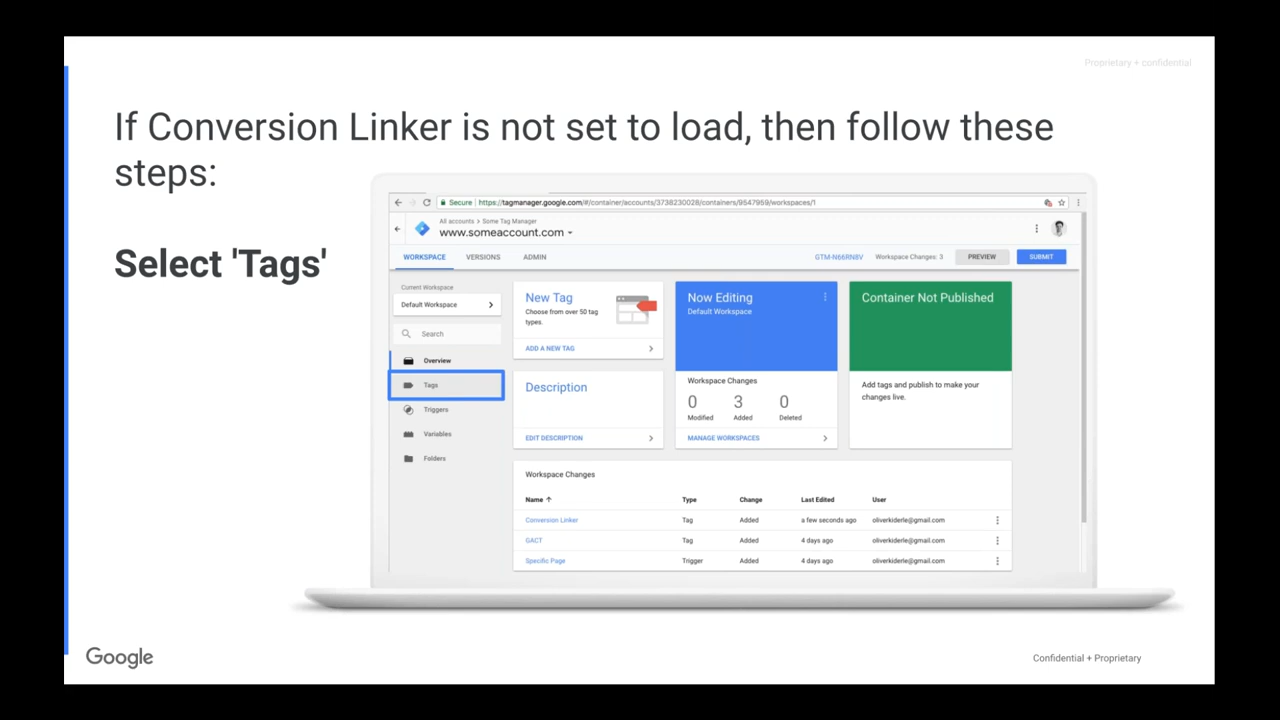 Proprietary + confidential
If Conversion Linker is not set to load, then follow these
steps:
Select 'Tags'
Secure https://tagmanager.google.com/#/container/accounts/3738230028/containers/9547959/workspaces/1
All accounts > Some Tag Manager
www.someaccount.com
WORKSPACE VERSIONS ADMIN GTM-N66RN8V Workspace Changes: 3 PREVIEW SUBMIT
Current Workspace
Default Workspace
Search
Overview
Tags
Triggers
Variables
Folders
New Tag
Choose from over 50 tag
types.
ADD A NEW TAG
Description
EDIT DESCRIPTION
Now Editing
Default Workspace
Workspace Changes
0 3 0
Modified Added Deleted
MANAGE WORKSPACES
Container Not Published
Add tags and publish to make your
changes live.
Workspace Changes
Name Type Change Last Edited User
Conversion Linker Tag Added a few seconds ago oliverkiderle@gmail.com
GACT Tag Added 4 days ago oliverkiderle@gmail.com
Specific Page Trigger Added 4 days ago oliverkiderle@gmail.com
Google
Confidential + Proprietary